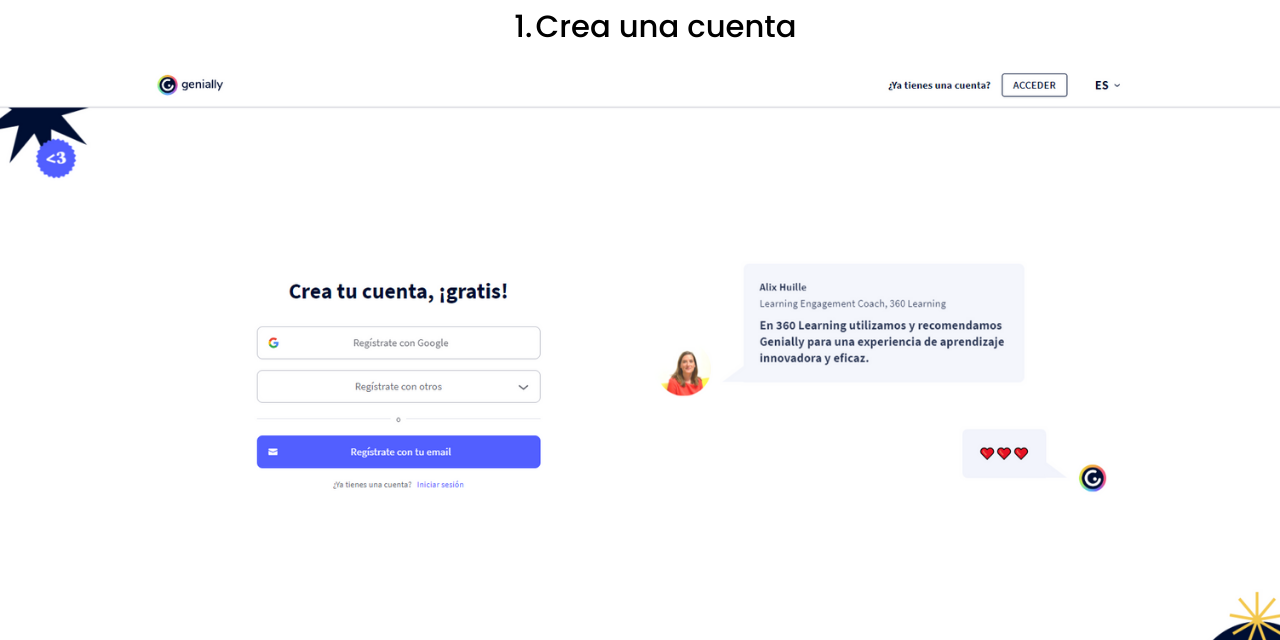 1. Crea una cuenta
genially
¿Ya tienes una cuenta? ACCEDER ES
<3
Crea tu cuenta, ¡gratis!
Regístrate con Google
Regístrate con otros
o
Regístrate con tu email
¿Ya tienes una cuenta? Iniciar sesión
Alix Huille
Learning Engagement Coach, 360 Learning
En 360 Learning utilizamos y recomendamos
Genially para una experiencia de aprendizaje
innovadora y eficaz.